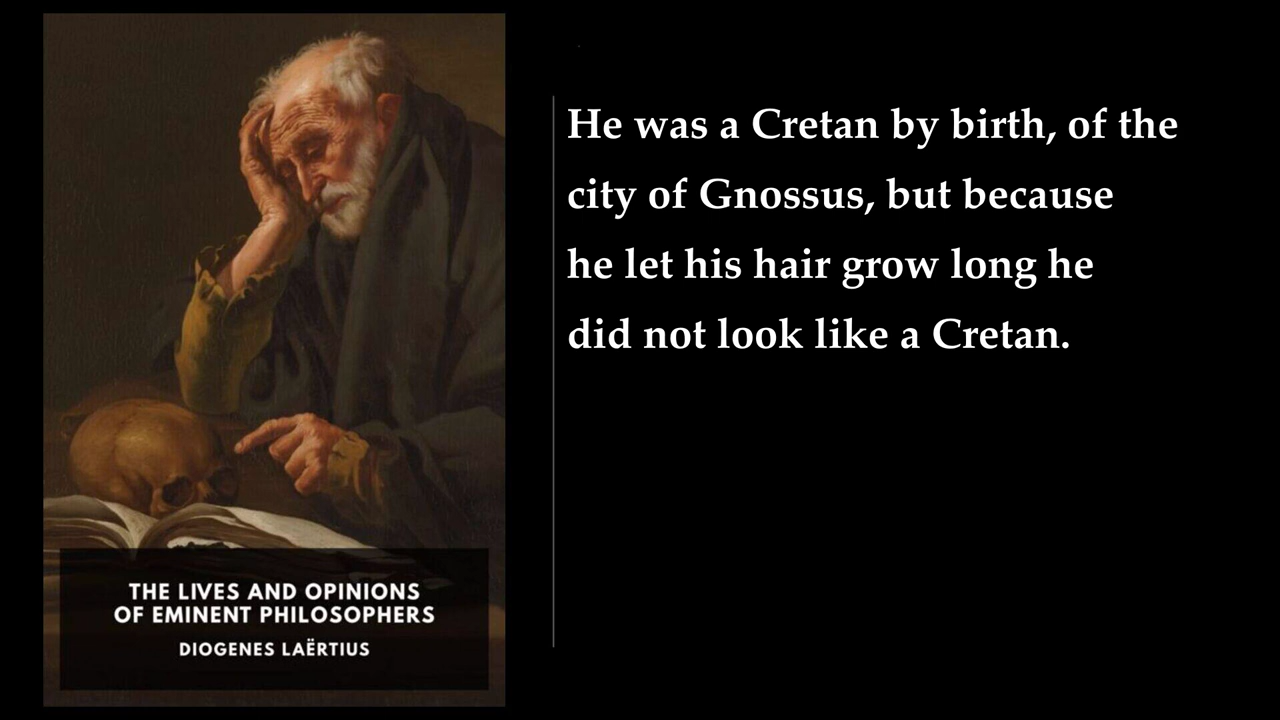 He was a Cretan by birth, of the
city of Gnossus, but because
he let his hair grow long he
did not look like a Cretan.
THE LIVES AND OPINIONS
OF EMINENT PHILOSOPHERS
DIOGENES LAËRTIUS